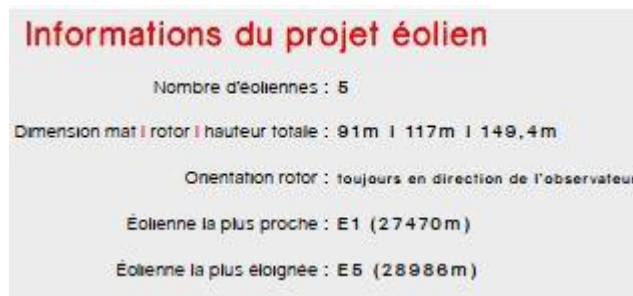 Informations du projet éolien
Nombre d'éoliennes : 5
Dimension mat | rotor | hauteur totale : 91m | 117m | 149,4m
Orientation rotor : toujours en direction de l'observateur
Éolienne la plus proche : E1 (27470m)
Éolienne la plus éloignée : E5 (28986m)